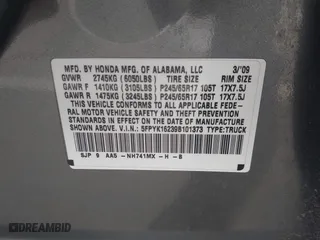 MFD. BY HONDA MFG. OF ALABAMA, LLC 3/'09
GVWR 2745KG (6050LBS) TIRE SIZE RIM SIZE
GAWR F 1410KG (3105LBS) P245/65R17 105T 17X7.5J
GAWR R 1475KG (3245LBS) P245/65R17 105T 17X7.5J
THIS VEHICLE CONFORMS TO ALL APPLICABLE FEDE-
RAL MOTOR VEHICLE SAFETY AND THEFT PREVENTION
STANDARDS IN EFFECT ON THE DATE OF MANUFACTURE
SHOWN ABOVE. V.I.N.: 5FPYK16239B101373 TYPE:TRUCK
SJP 9 AA5 -NH741MX -H -B
DREAMBID